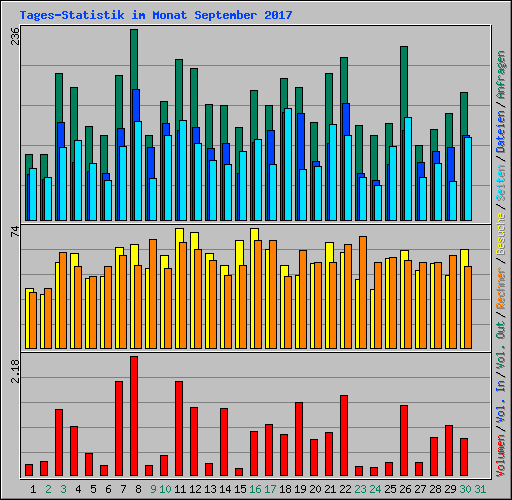 Tages-Statistik im Monat September 2017
236
74
2.18
Volumen / Vol. In / Vol. Out / Rechner / Besuche / Seiten / Dateien / Anfragen
1 2 3 4 5 6 7 8 9 10 11 12 13 14 15 16 17 18 19 20 21 22 23 24 25 26 27 28 29 30 31